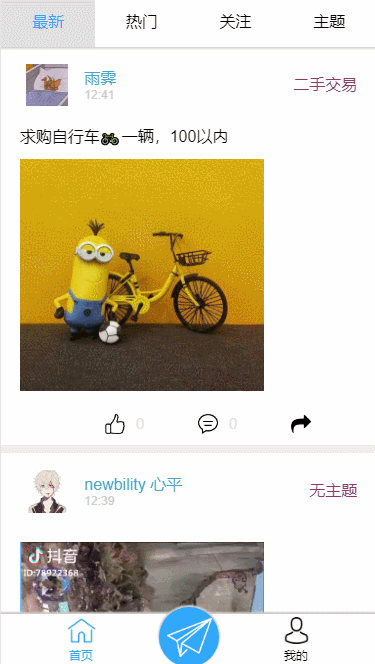 最新 热门 关注 主题
雨霁
12:41
二手交易
求购自行车🚲一辆，100以内
0 0
newbility 心平
12:39
无主题
抖音
ID:78922368
首页 我的